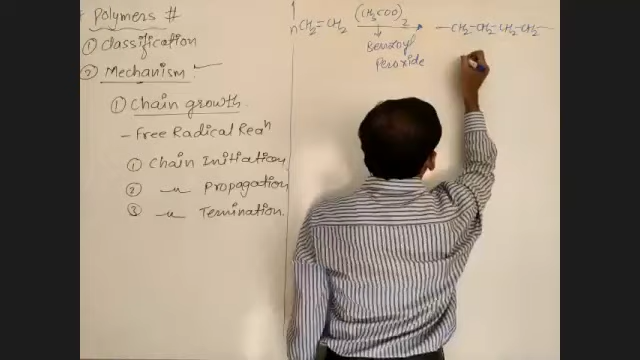 Polymers #
① Classification
② Mechanism
① Chain growth
- Free Radical Reaⁿ
① Chain Initiation
② —〃— Propagation
③ —〃— Termination.
nCH₂=CH₂ (CH₃COO)₂ → —CH₂-CH₂-CH₂-CH₂—
Benzoyl
Peroxide